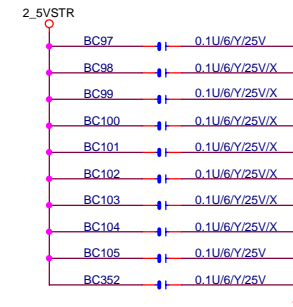 2_5VSTR
BC97 0.1U/6/Y/25V
BC98 0.1U/6/Y/25V/X
BC99 0.1U/6/Y/25V/X
BC100 0.1U/6/Y/25V/X
BC101 0.1U/6/Y/25V/X
BC102 0.1U/6/Y/25V/X
BC103 0.1U/6/Y/25V/X
BC104 0.1U/6/Y/25V/X
BC105 0.1U/6/Y/25V
BC352 0.1U/6/Y/25V